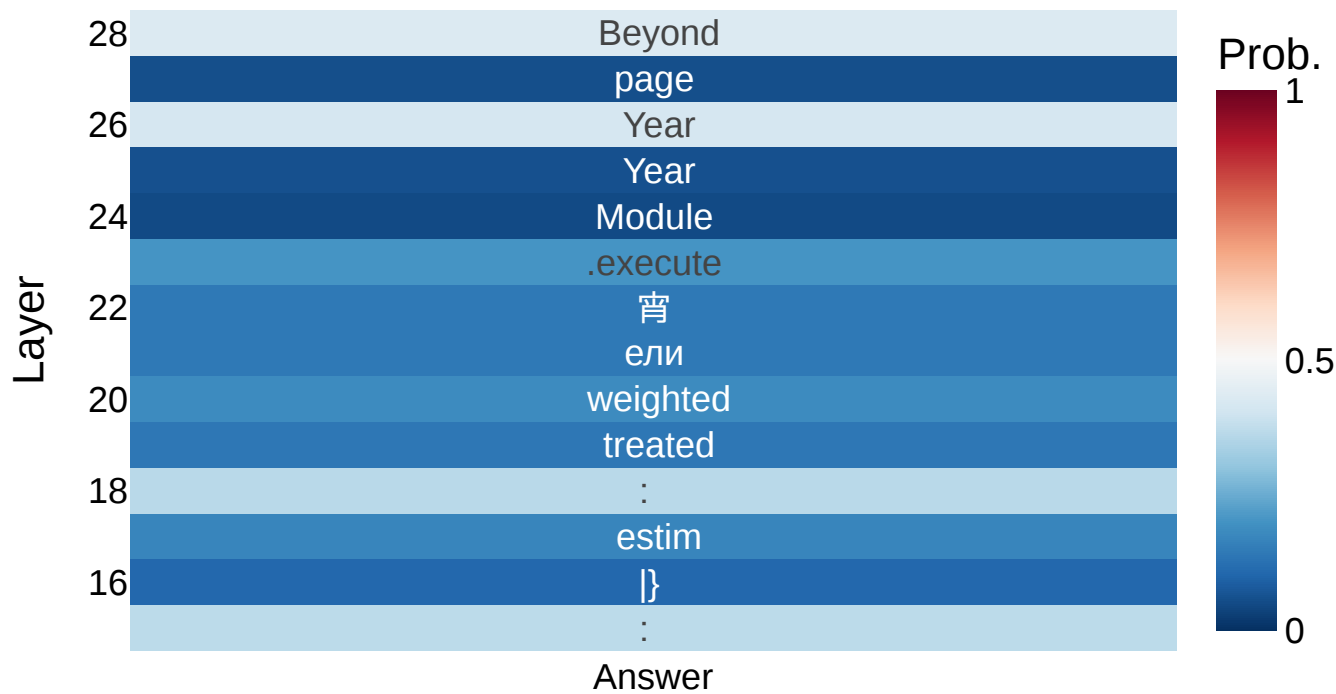 28
Beyond
page
26
Year
Year
24
Module
.execute
22
宵
ели
20
weighted
treated
18
:
estim
16
|}
:
Layer
Answer
Prob.
1
0.5
0